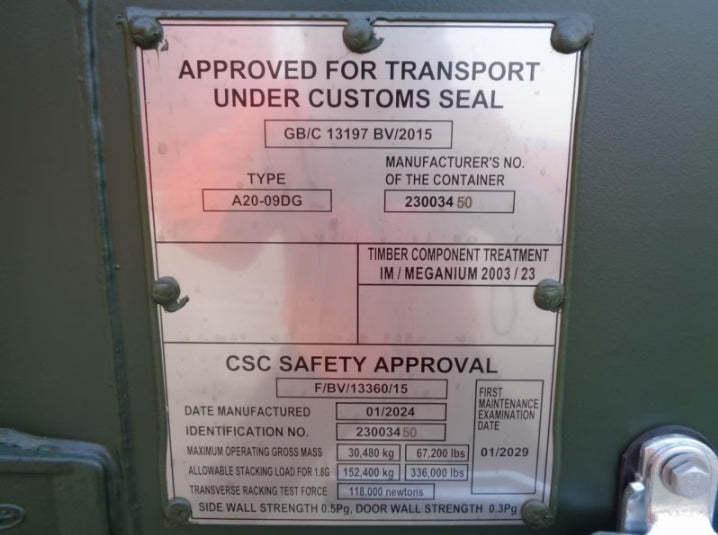 APPROVED FOR TRANSPORT
UNDER CUSTOMS SEAL
GB/C 13197 BV/2015
TYPE
A20-09DG
MANUFACTURER'S NO.
OF THE CONTAINER
230034 50
TIMBER COMPONENT TREATMENT
IM / MEGANIUM 2003 / 23
CSC SAFETY APPROVAL
F/BV/13360/15
DATE MANUFACTURED 01/2024
IDENTIFICATION NO. 230034 50
MAXIMUM OPERATING GROSS MASS 30,480 kg 67,200 lbs
ALLOWABLE STACKING LOAD FOR 1.8G 152,400 kg 336,000 lbs
TRANSVERSE RACKING TEST FORCE 118,000 newtons
FIRST
MAINTENANCE
EXAMINATION
DATE
01/2029
SIDE WALL STRENGTH 0.5Pg, DOOR WALL STRENGTH 0.3Pg